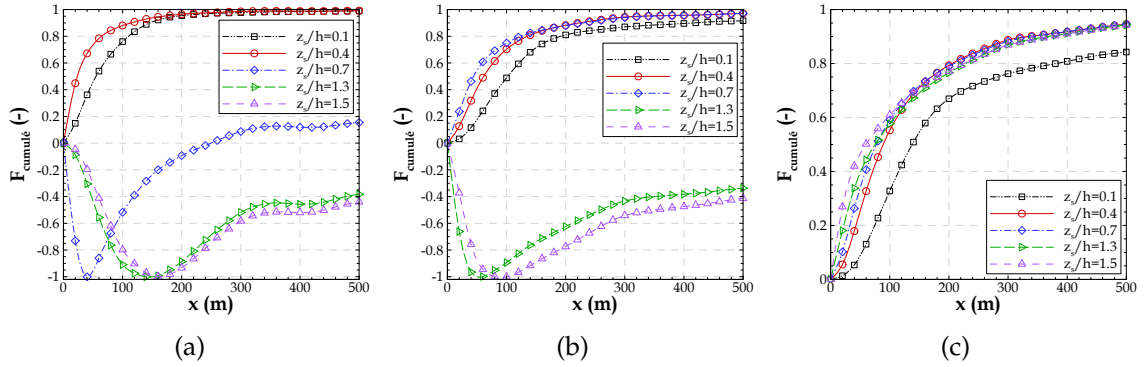 1
0.8
0.6
0.4
0.2
0
-0.2
-0.4
-0.6
-0.8
-1
F_cumulé (-)
z_s/h=0.1
z_s/h=0.4
z_s/h=0.7
z_s/h=1.3
z_s/h=1.5
0 100 200 300 400 500
x (m)
(a)
1
0.8
0.6
0.4
0.2
0
-0.2
-0.4
-0.6
-0.8
-1
F_cumulé (-)
z_s/h=0.1
z_s/h=0.4
z_s/h=0.7
z_s/h=1.3
z_s/h=1.5
0 100 200 300 400 500
x (m)
(b)
1
0.8
0.6
0.4
0.2
0
F_cumulé (-)
z_s/h=0.1
z_s/h=0.4
z_s/h=0.7
z_s/h=1.3
z_s/h=1.5
0 100 200 300 400 500
x (m)
(c)